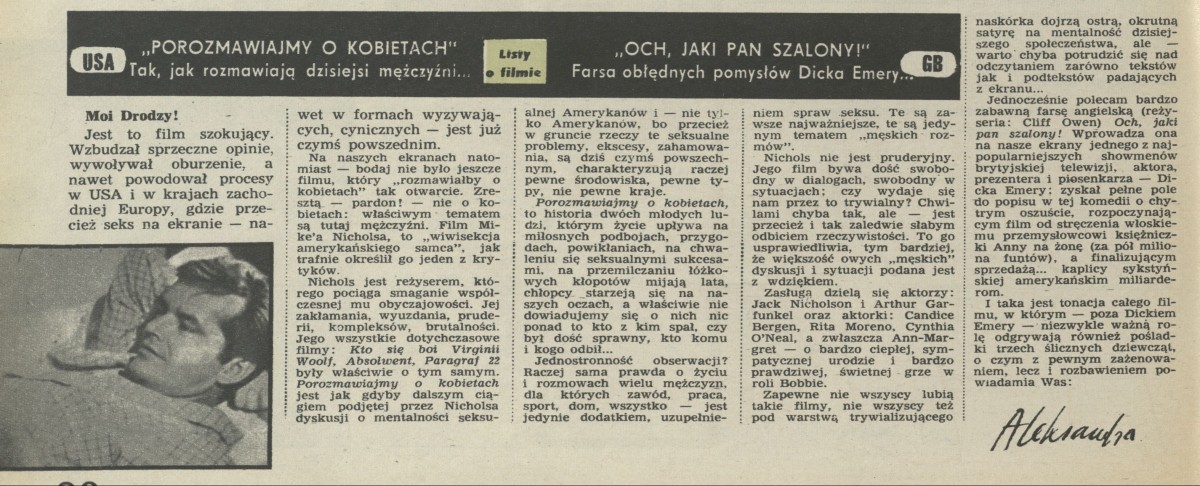 USA
„POROZMAWIAJMY O KOBIETACH"
Tak, jak rozmawiają dzisiejsi mężczyźni...
Listy
o filmie
„OCH, JAKI PAN SZALONY!"
Farsa obłędnych pomysłów Dicka Emery...
GB
Moi Drodzy!
Jest to film szokujący.
Wzbudzał sprzeczne opinie,
wywoływał oburzenie, a
nawet powodował procesy
w USA i w krajach zacho-
dniej Europy, gdzie prze-
cież seks na ekranie — na-
wet w formach wyzywają-
cych, cynicznych — jest już
czymś powszednim.
Na naszych ekranach nato-
miast — bodaj nie było jeszcze
filmu, który „rozmawiałby o
kobietach" tak otwarcie. Zre-
sztą — pardon! — nie o ko-
bietach: właściwym tematem
są tutaj mężczyźni. Film Mi-
ke'a Nicholsa, to „wiwisekcja
amerykańskiego samca", jak
trafnie określił go jeden z kry-
tyków.
Nichols jest reżyserem, któ-
rego pociąga smaganie współ-
czesnej mu obyczajowości. Jej
zakłamania, wyuzdania, prude-
rii, kompleksów, brutalności.
Jego wszystkie dotychczasowe
filmy: Kto się boi Virginii
Woolf, Absolwent, Paragraf 22
były właściwie o tym samym.
Porozmawiajmy o kobietach
jest jak gdyby dalszym cią-
giem podjętej przez Nicholsa
dyskusji o mentalności seksu-
alnej Amerykanów i — nie tyl-
ko Amerykanów, bo przecież
w gruncie rzeczy te seksualne
problemy, ekscesy, zahamowa-
nia, są dziś czymś powszech-
nym, charakteryzują raczej
pewne środowiska, pewne ty-
py, nie pewne kraje.
Porozmawiajmy o kobietach,
to historia dwóch młodych lu-
dzi, którym życie upływa na
miłosnych podbojach, przygo-
dach, powikłaniach, na chwa-
leniu się seksualnymi sukcesa-
mi, na przemilczaniu łóżko-
wych kłopotów mijają lata,
chłopcy starzeją się na na-
szych oczach, a właściwie nie
dowiadujemy się o nich nic
ponad to kto z kim spał, czy
był dość sprawny, kto komu
i kogo odbił...
Jednostronność obserwacji?
Raczej sama prawda o życiu
i rozmowach wielu mężczyzn,
dla których zawód, praca,
sport, dom, wszystko — jest
jedynie dodatkiem, uzupełnie-
niem spraw seksu. Te są za-
wsze najważniejsze, te są jedy-
nym tematem „męskich roz-
mów".
Nichols nie jest pruderyjny.
Jego film bywa dość swobo-
dny w dialogach, swobodny w
sytuacjach; czy wydaje się
nam przez to trywialny? Chwi-
lami chyba tak, ale — jest
przecież i tak zaledwie słabym
odbiciem rzeczywistości. To go
usprawiedliwia, tym bardziej,
że większość owych „męskich"
dyskusji i sytuacji podana jest
z wdziękiem.
Zasługą dzielą się aktorzy:
Jack Nicholson i Arthur Gar-
funkel oraz aktorki: Candice
Bergen, Rita Moreno, Cynthia
O'Neal, a zwłaszcza Ann-Mar-
gret — o bardzo ciepłej, sym-
patycznej urodzie i bardzo
prawdziwej, świetnej grze w
roli Bobbie.
Zapewne nie wszyscy lubią
takie filmy, nie wszyscy też
pod warstwą trywializującego
naskórka dojrzą ostrą, okrutną
satyrę na mentalność dzisiej-
szego społeczeństwa, ale —
warto chyba potrudzić się nad
odczytaniem zarówno tekstów
jak i podtekstów padających
z ekranu...
Jednocześnie polecam bardzo
zabawną farsę angielską (reży-
seria: Cliff Owen) Och, jaki
pan szalony! Wprowadza ona
na nasze ekrany jednego z naj-
popularniejszych showmenów
brytyjskiej telewizji, aktora,
prezentera i piosenkarza — Di-
cka Emery: zyskał pełne pole
do popisu w tej komedii o chy-
trym oszuście, rozpoczynają-
cym film od stręczenia włoskie-
mu przemysłowcowi księżnicz-
ki Anny na żonę (za pół milio-
na funtów), a finalizującym
sprzedażą... kaplicy sykstyń-
skiej amerykańskim miliarde-
rom.
I taka jest tonacja całego fil-
mu, w którym — poza Dickiem
Emery — niezwykle ważną ro-
lę odgrywają również pośład-
ki trzech ślicznych dziewcząt,
o czym z pewnym zażenowa-
niem, lecz i rozbawieniem po-
wiadamia Was:
Aleksandra